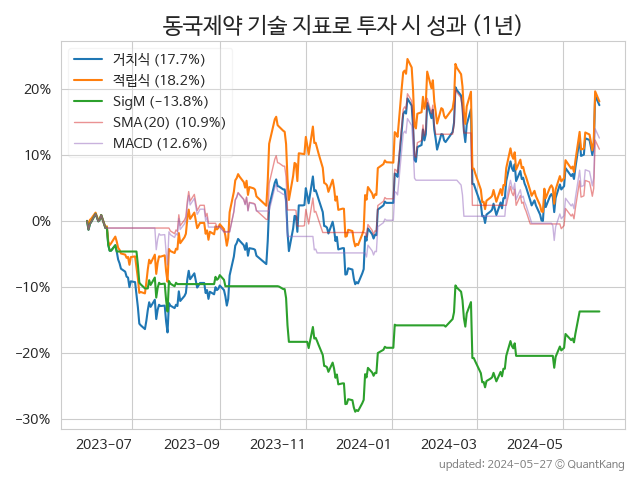 동국제약 기술 지표로 투자 시 성과 (1년)
거치식 (17.7%)
적립식 (18.2%)
SigM (−13.8%)
SMA(20) (10.9%)
MACD (12.6%)
20%
10%
0%
−10%
−20%
−30%
2023-07 2023-09 2023-11 2024-01 2024-03 2024-05
updated: 2024-05-27 © QuantKang